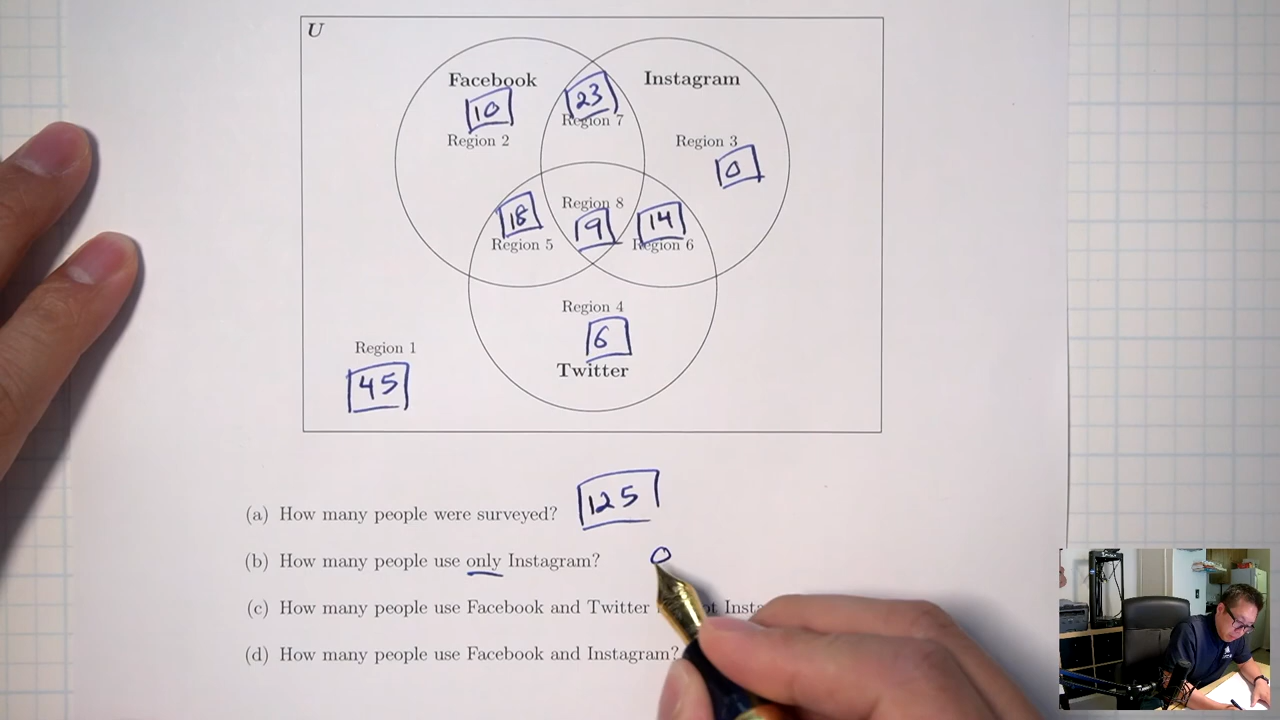 U
Facebook
Instagram
10
23
Region 2
Region 7
Region 3
0
Region 8
18
9
14
Region 5
Region 6
Region 4
6
Twitter
Region 1
45
(a) How many people were surveyed? 125
(b) How many people use only Instagram? 0
(c) How many people use Facebook and Twitter
(d) How many people use Facebook and Instagram?